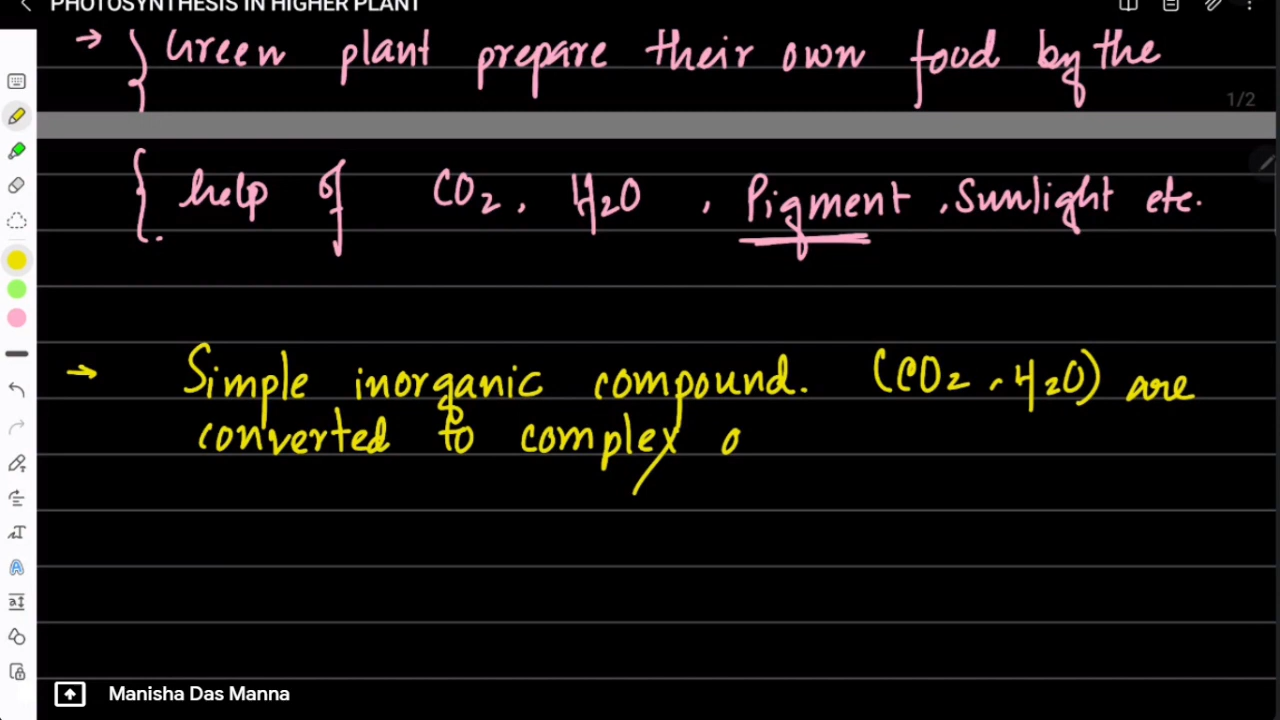 PHOTOSYNTHESIS IN HIGHER PLANT
→ { Green plant prepare their own food by the
1/2
{ help of CO₂, H₂O, Pigment, Sunlight etc.
→ Simple inorganic compound. (CO₂, H₂O) are
converted to complex o
Manisha Das Manna